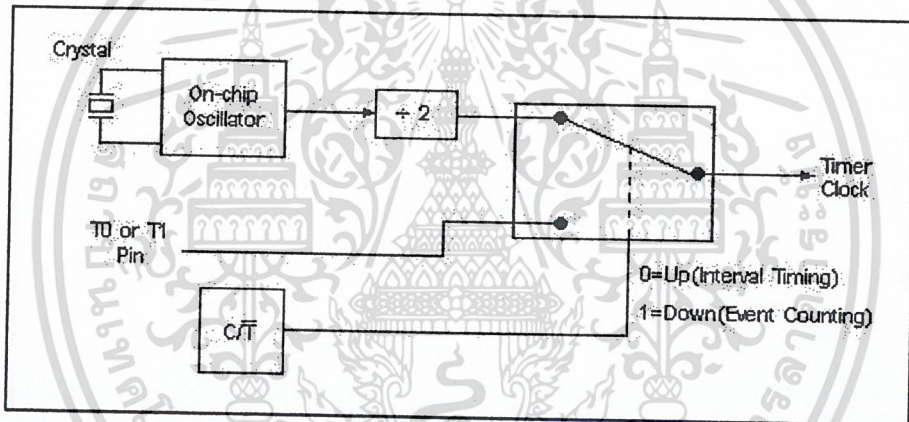 Crystal
On-chip
Oscillator
÷ 2
Timer
Clock
T0 or T1
Pin
0=Up(Interval Timing)
1=Down(Event Counting)
C/T̅